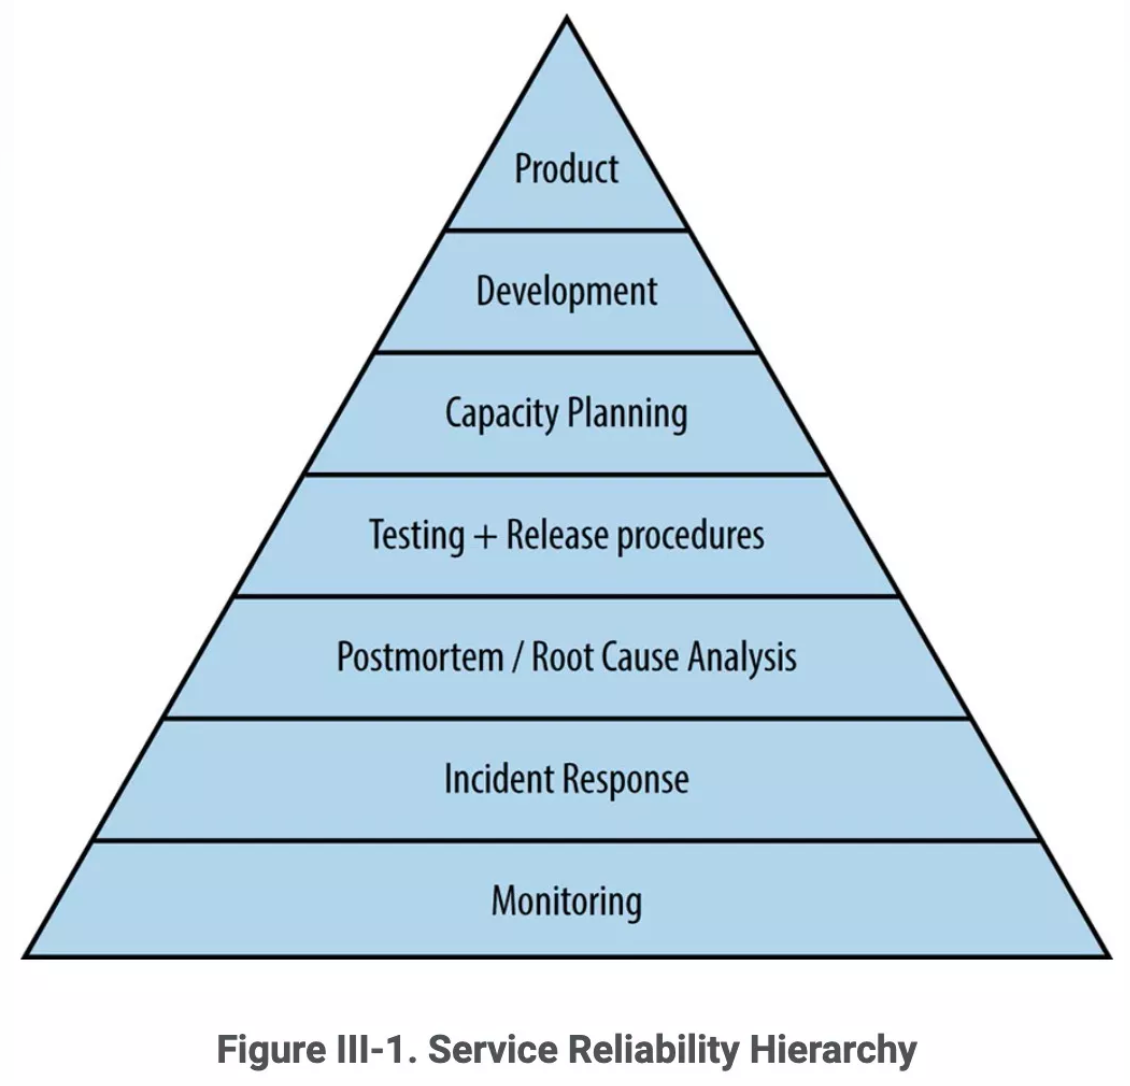 Product
Development
Capacity Planning
Testing + Release procedures
Postmortem / Root Cause Analysis
Incident Response
Monitoring
Figure III-1. Service Reliability Hierarchy